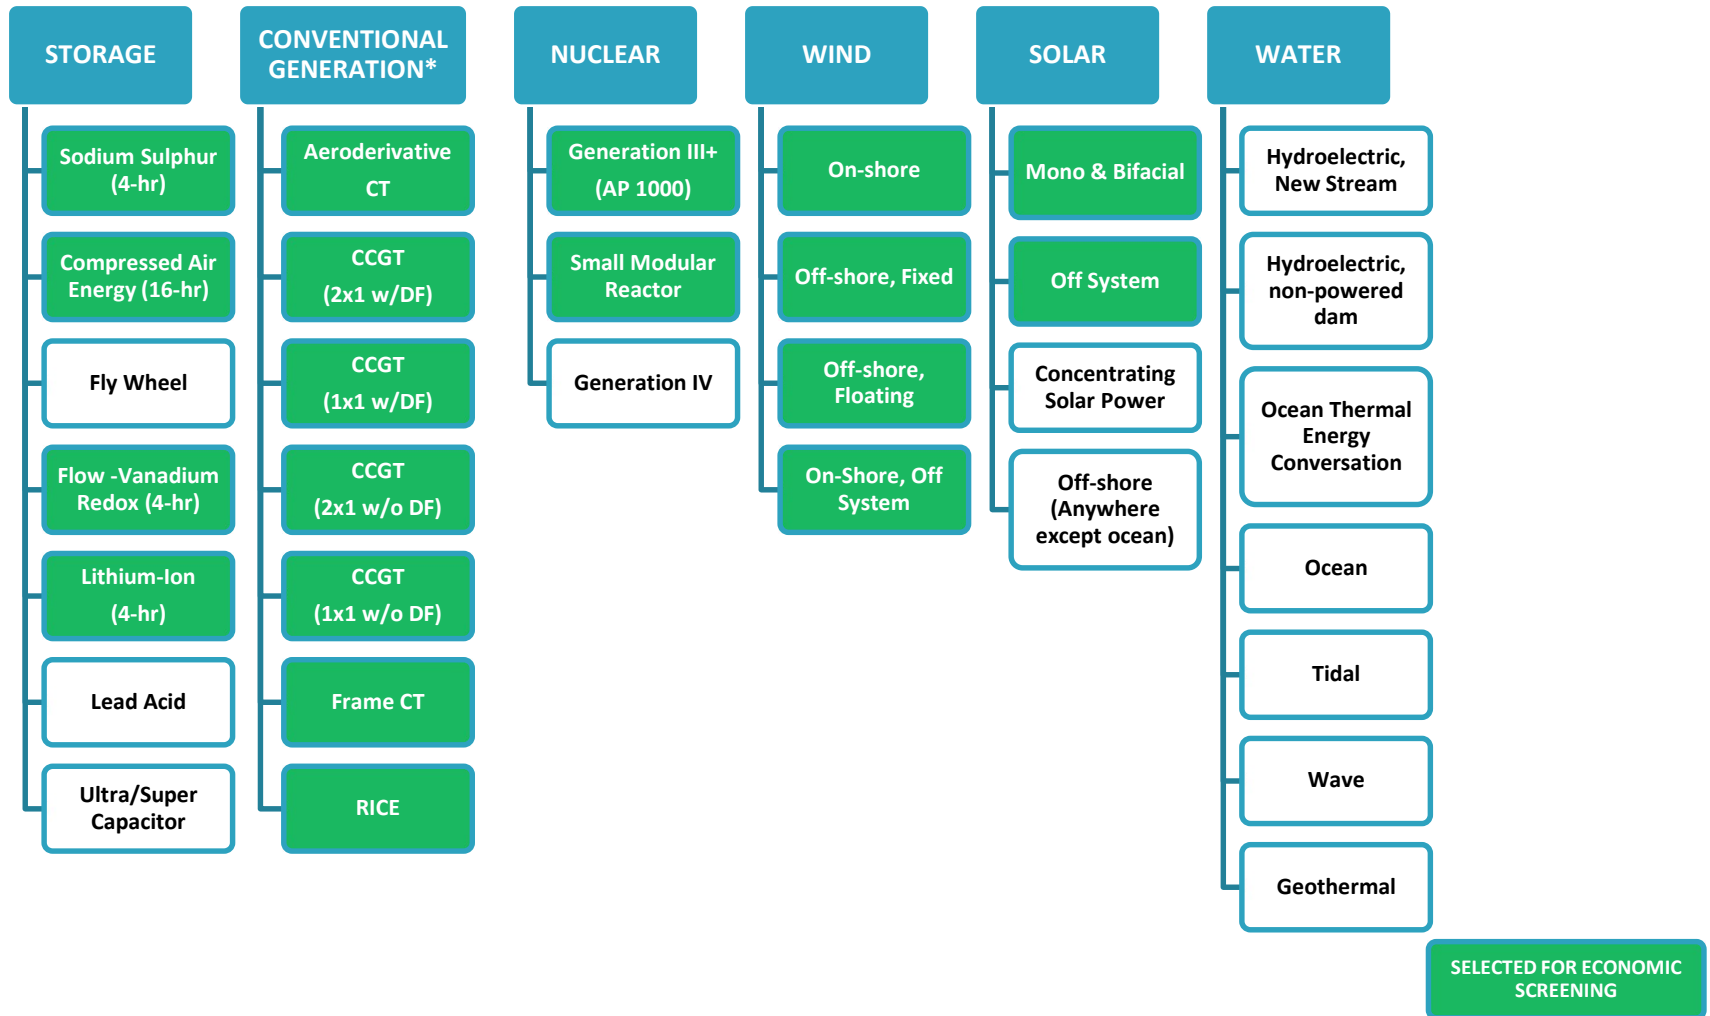 STORAGE
Sodium Sulphur
(4-hr)
Compressed Air
Energy (16-hr)
Fly Wheel
Flow -Vanadium
Redox (4-hr)
Lithium-Ion
(4-hr)
Lead Acid
Ultra/Super
Capacitor
CONVENTIONAL
GENERATION*
Aeroderivative
CT
CCGT
(2x1 w/DF)
CCGT
(1x1 w/DF)
CCGT
(2x1 w/o DF)
CCGT
(1x1 w/o DF)
Frame CT
RICE
NUCLEAR
Generation III+
(AP 1000)
Small Modular
Reactor
Generation IV
WIND
On-shore
Off-shore, Fixed
Off-shore,
Floating
On-Shore, Off
System
SOLAR
Mono & Bifacial
Off System
Concentrating
Solar Power
Off-shore
(Anywhere
except ocean)
WATER
Hydroelectric,
New Stream
Hydroelectric,
non-powered
dam
Ocean Thermal
Energy
Conversation
Ocean
Tidal
Wave
Geothermal
SELECTED FOR ECONOMIC
SCREENING